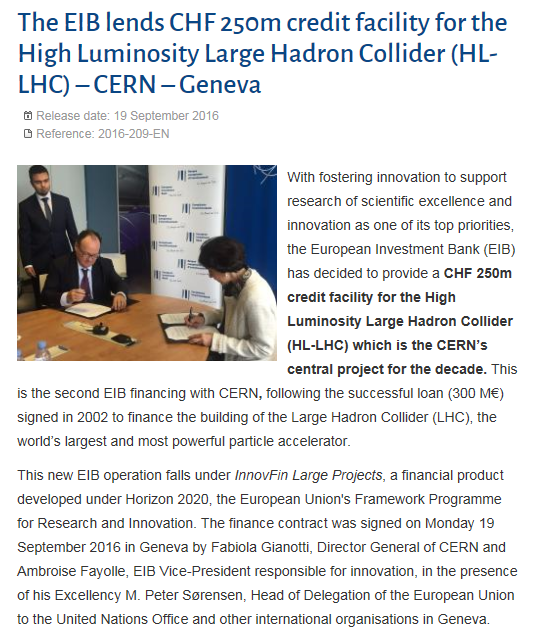 The EIB lends CHF 250m credit facility for the
High Luminosity Large Hadron Collider (HL-
LHC) – CERN – Geneva
Release date: 19 September 2016
Reference: 2016-209-EN
With fostering innovation to support
research of scientific excellence and
innovation as one of its top priorities,
the European Investment Bank (EIB)
has decided to provide a CHF 250m
credit facility for the High
Luminosity Large Hadron Collider
(HL-LHC) which is the CERN’s
central project for the decade. This
is the second EIB financing with CERN, following the successful loan (300 M€)
signed in 2002 to finance the building of the Large Hadron Collider (LHC), the
world’s largest and most powerful particle accelerator.
This new EIB operation falls under InnovFin Large Projects, a financial product
developed under Horizon 2020, the European Union's Framework Programme
for Research and Innovation. The finance contract was signed on Monday 19
September 2016 in Geneva by Fabiola Gianotti, Director General of CERN and
Ambroise Fayolle, EIB Vice-President responsible for innovation, in the presence
of his Excellency M. Peter Sørensen, Head of Delegation of the European Union
to the United Nations Office and other international organisations in Geneva.